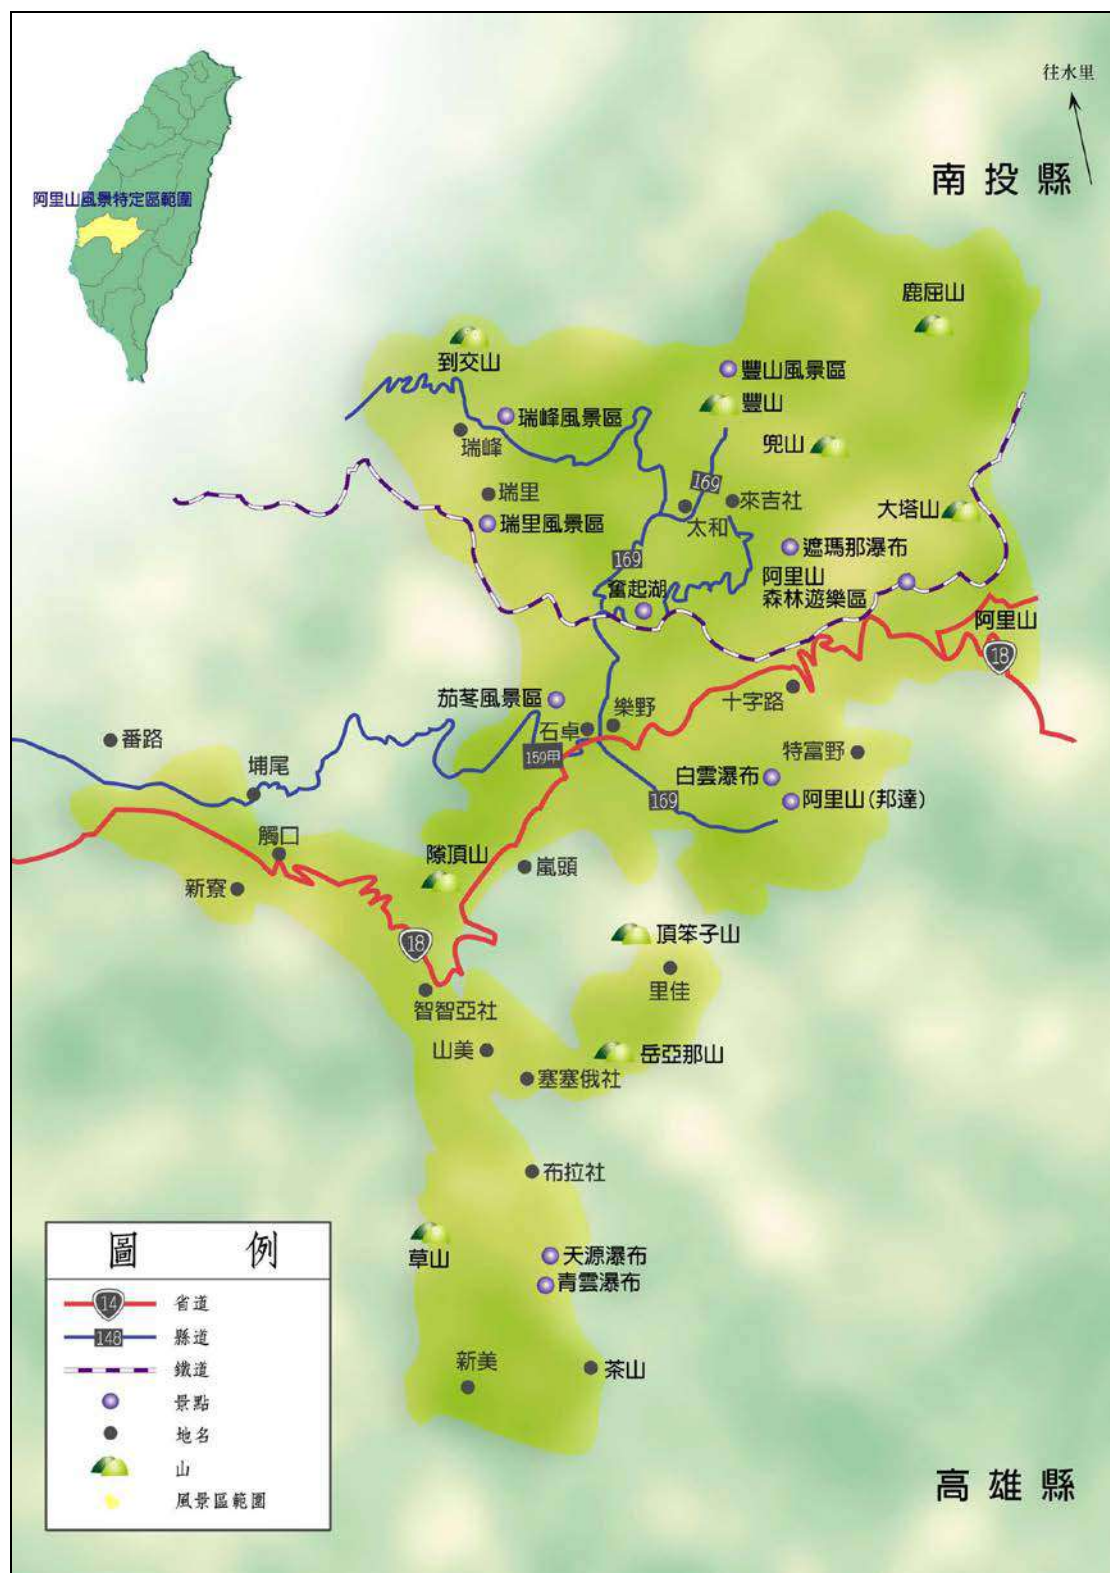 往水里
南投縣
阿里山風景特定區範圍
鹿屈山
到交山
豐山風景區
豐山
瑞峰風景區
瑞峰
兜山
169
瑞里
來吉社
太和
大塔山
瑞里風景區
遮瑪那瀑布
169
奮起湖
阿里山
森林遊樂區
阿里山
18
茄苳風景區
十字路
樂野
石卓
番路
159甲
特富野
埔尾
白雲瀑布
169
阿里山(邦達)
觸口
隙頂山
嵐頭
新寮
18
頂笨子山
里佳
智智亞社
山美
岳亞那山
塞塞俄社
布拉社
草山
天源瀑布
青雲瀑布
新美
茶山
圖例
14
省道
148
縣道
鐵道
景點
地名
山
風景區範圍
高雄縣